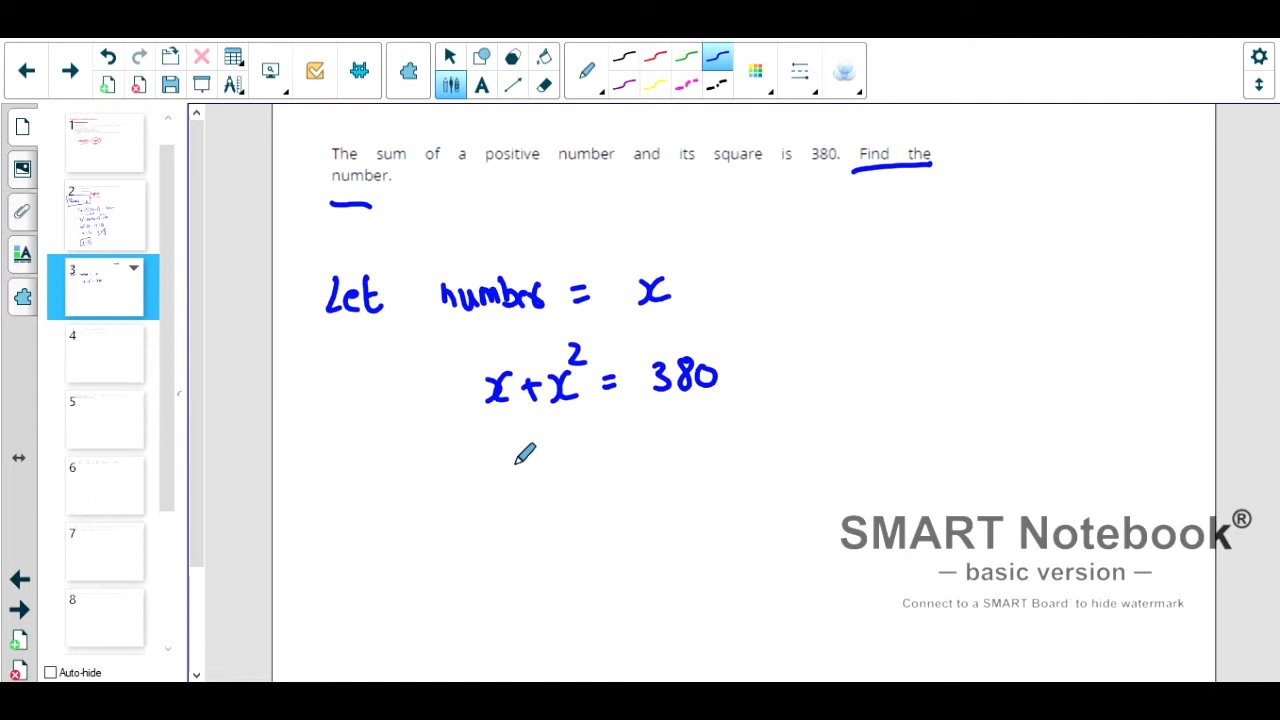 The sum of a positive number and its square is 380. Find the
number.
Let number = x
x + x² = 380
SMART Notebook®
— basic version —
Connect to a SMART Board™ to hide watermark
1
2
3
4
5
6
7
8
Auto-hide